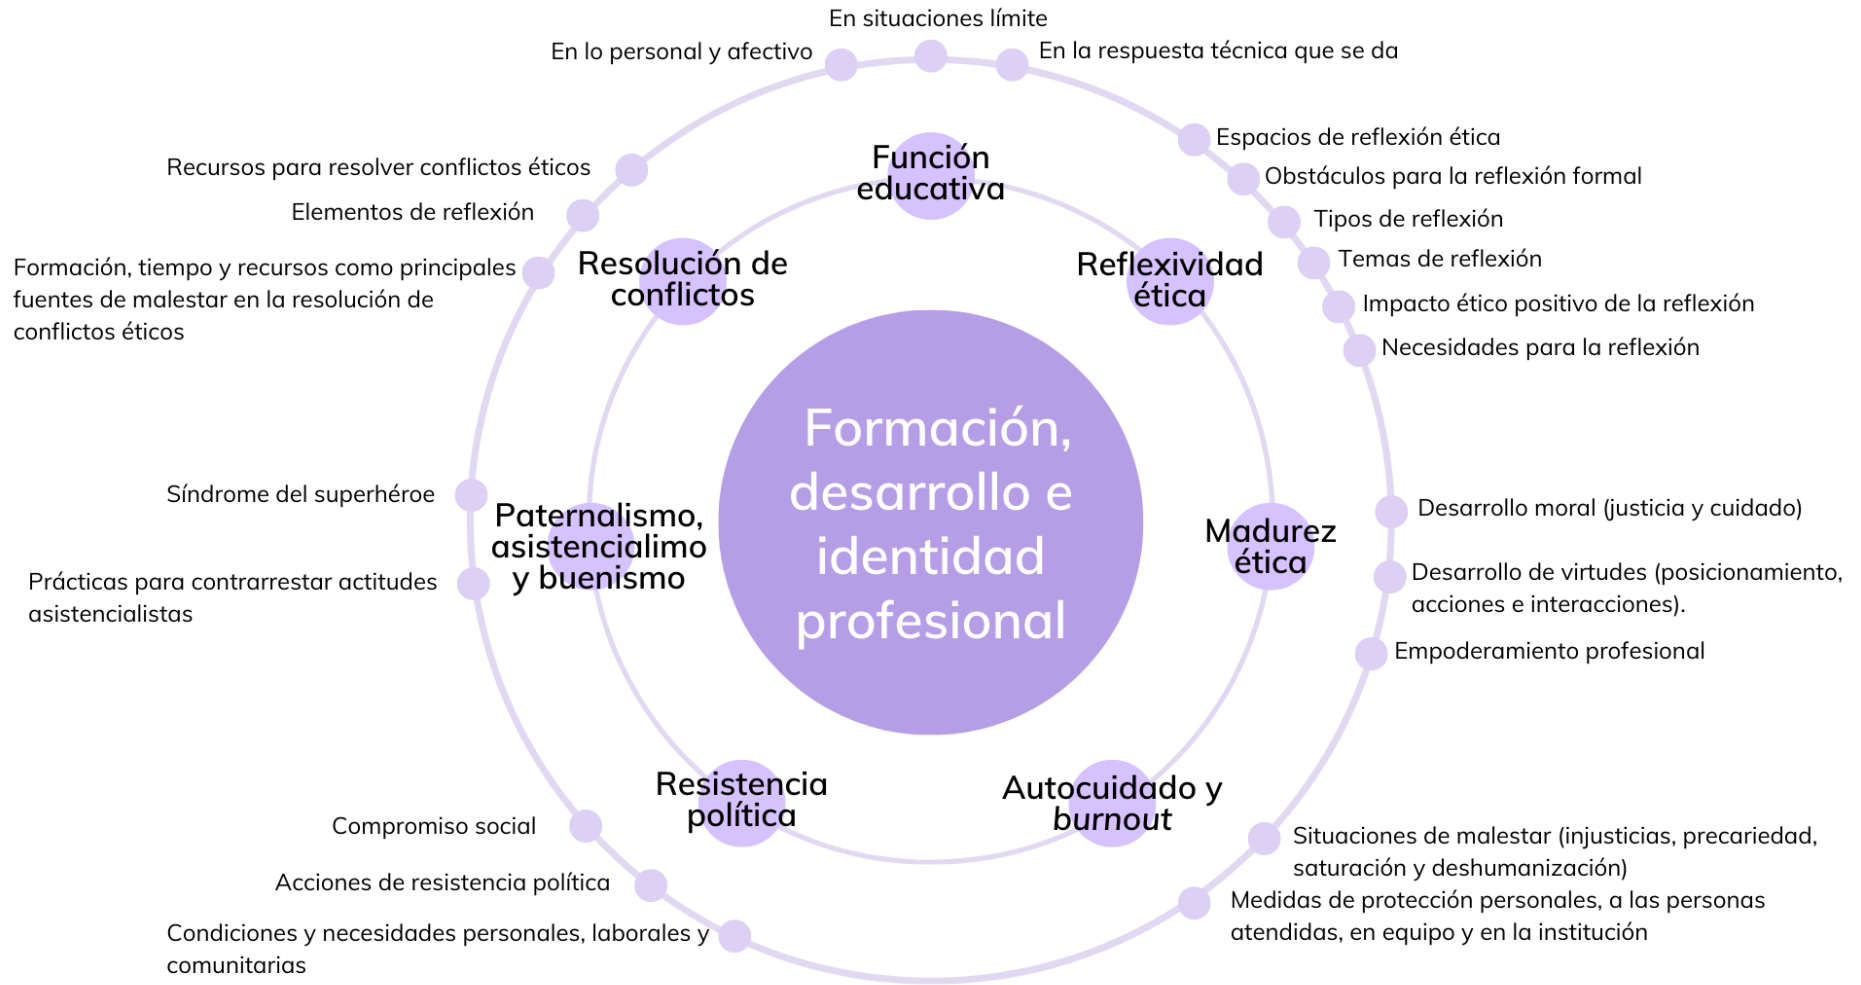 En situaciones límite
En lo personal y afectivo
En la respuesta técnica que se da
Función
educativa
Espacios de reflexión ética
Obstáculos para la reflexión formal
Tipos de reflexión
Temas de reflexión
Impacto ético positivo de la reflexión
Necesidades para la reflexión
Reflexividad
ética
Recursos para resolver conflictos éticos
Elementos de reflexión
Formación, tiempo y recursos como principales
fuentes de malestar en la resolución de
conflictos éticos
Resolución de
conflictos
Formación,
desarrollo e
identidad
profesional
Síndrome del superhéroe
Prácticas para contrarrestar actitudes
asistencialistas
Paternalismo,
asistencialimo
y buenismo
Madurez
ética
Desarrollo moral (justicia y cuidado)
Desarrollo de virtudes (posicionamiento,
acciones e interacciones).
Empoderamiento profesional
Resistencia
política
Compromiso social
Acciones de resistencia política
Condiciones y necesidades personales, laborales y
comunitarias
Autocuidado y
burnout
Situaciones de malestar (injusticias, precariedad,
saturación y deshumanización)
Medidas de protección personales, a las personas
atendidas, en equipo y en la institución